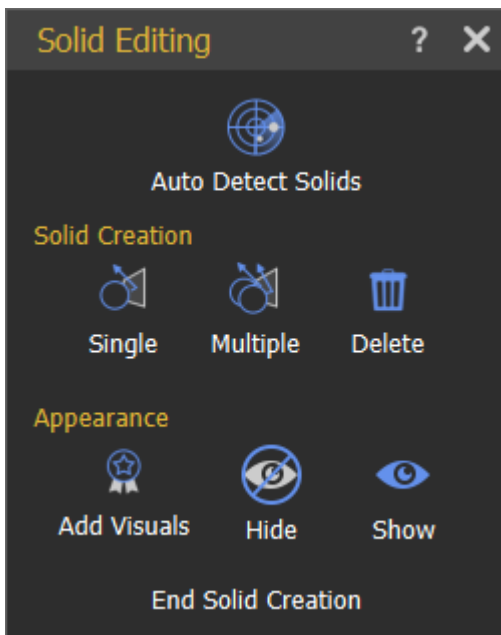 Solid Editing ?
Auto Detect Solids
Solid Creation
Single Multiple Delete
Appearance
Add Visuals Hide Show
End Solid Creation